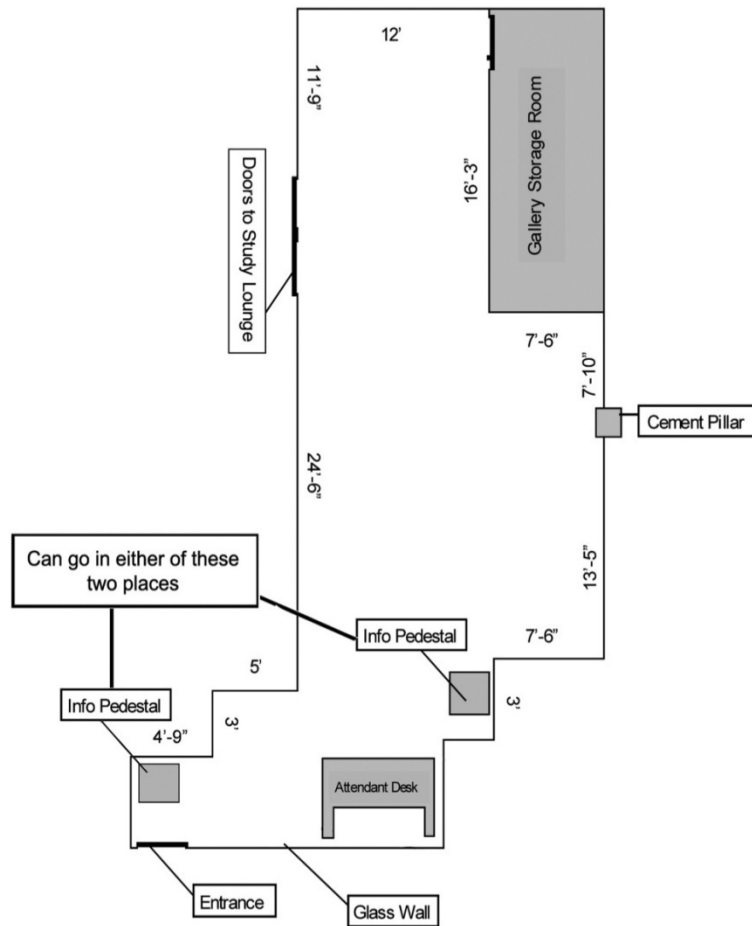 12'
11'-9"
Doors to Study Lounge
16'-3"
Gallery Storage Room
7'-6"
7'-10"
Cement Pillar
24'-6"
13'-5"
Can go in either of these
two places
Info Pedestal
7'-6"
5'
Info Pedestal
3'
3'
4'-9"
Attendant Desk
Entrance
Glass Wall